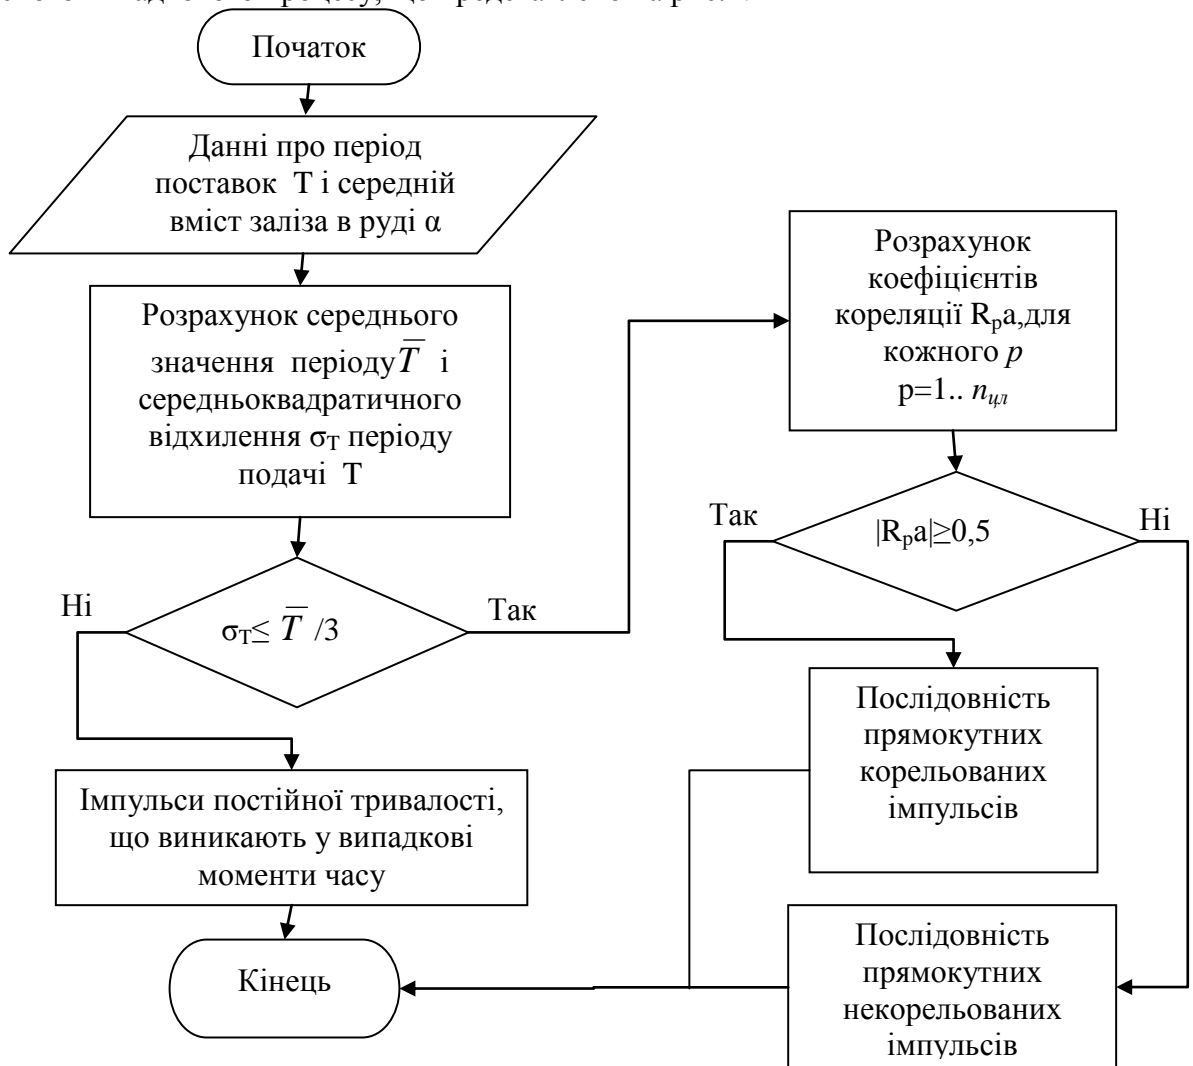 Початок
Данні про період
поставок Т і середній
вміст заліза в руді α
Розрахунок середнього
значення періоду T̅ і
середньоквадратичного
відхилення σT періоду
подачі Т
Ні
σT≤ T̅ /3
Так
Імпульси постійної тривалості,
що виникають у випадкові
моменти часу
Кінець
Розрахунок
коефіцієнтів
кореляції Rpa,для
кожного p
p=1.. nцл
Так
|Rpa|≥0,5
Ні
Послідовність
прямокутних
корельованих
імпульсів
Послідовність
прямокутних
некорельованих
імпульсів